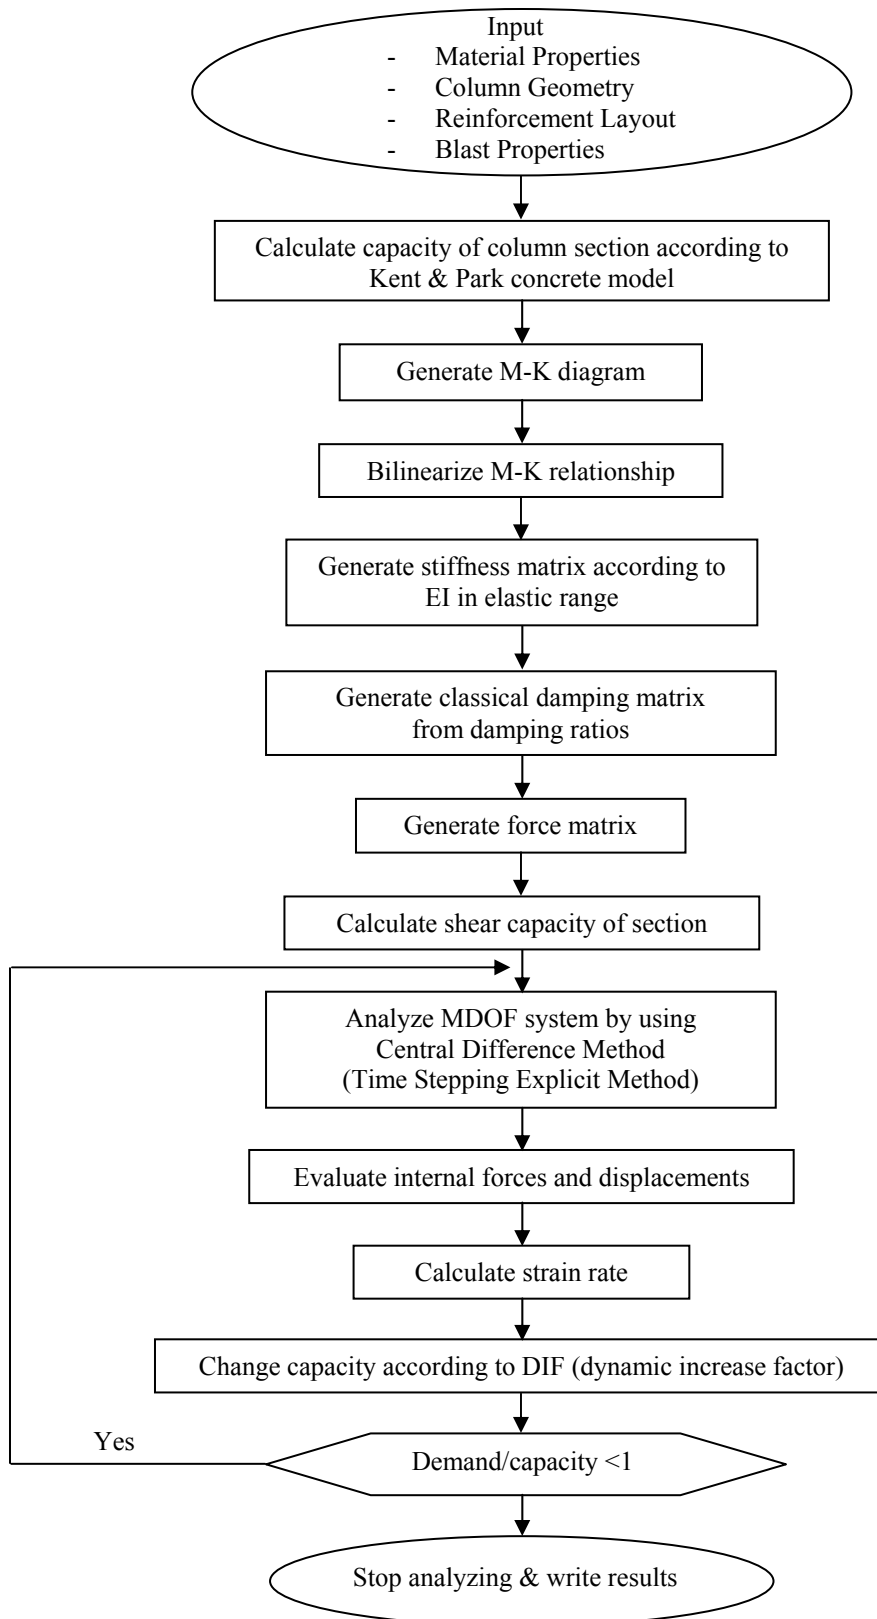 Input
- Material Properties
- Column Geometry
- Reinforcement Layout
- Blast Properties
Calculate capacity of column section according to
Kent & Park concrete model
Generate M-K diagram
Bilinearize M-K relationship
Generate stiffness matrix according to
EI in elastic range
Generate classical damping matrix
from damping ratios
Generate force matrix
Calculate shear capacity of section
Analyze MDOF system by using
Central Difference Method
(Time Stepping Explicit Method)
Evaluate internal forces and displacements
Calculate strain rate
Change capacity according to DIF (dynamic increase factor)
Yes
Demand/capacity <1
Stop analyzing & write results